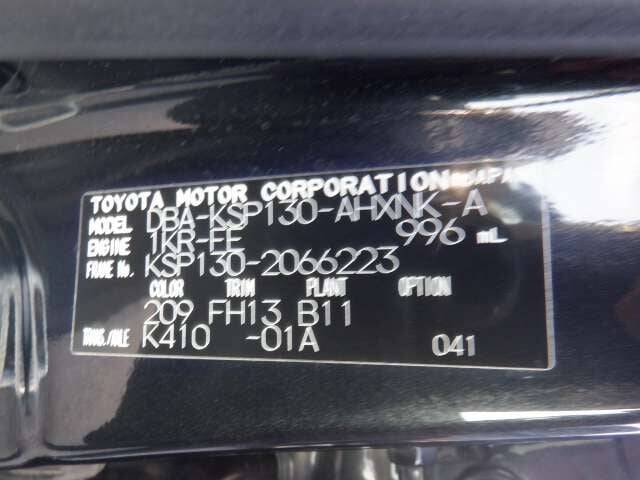 TOYOTA MOTOR CORPORATION JAPAN
MODEL DBA-KSP130-AHXNK-A
ENGINE 1KR-FE 996 mL
FRAME No. KSP130-2066223
COLOR TRIM PLANT OPTION
209 FH13 B11
TRANS./AXLE K410 -01A 041